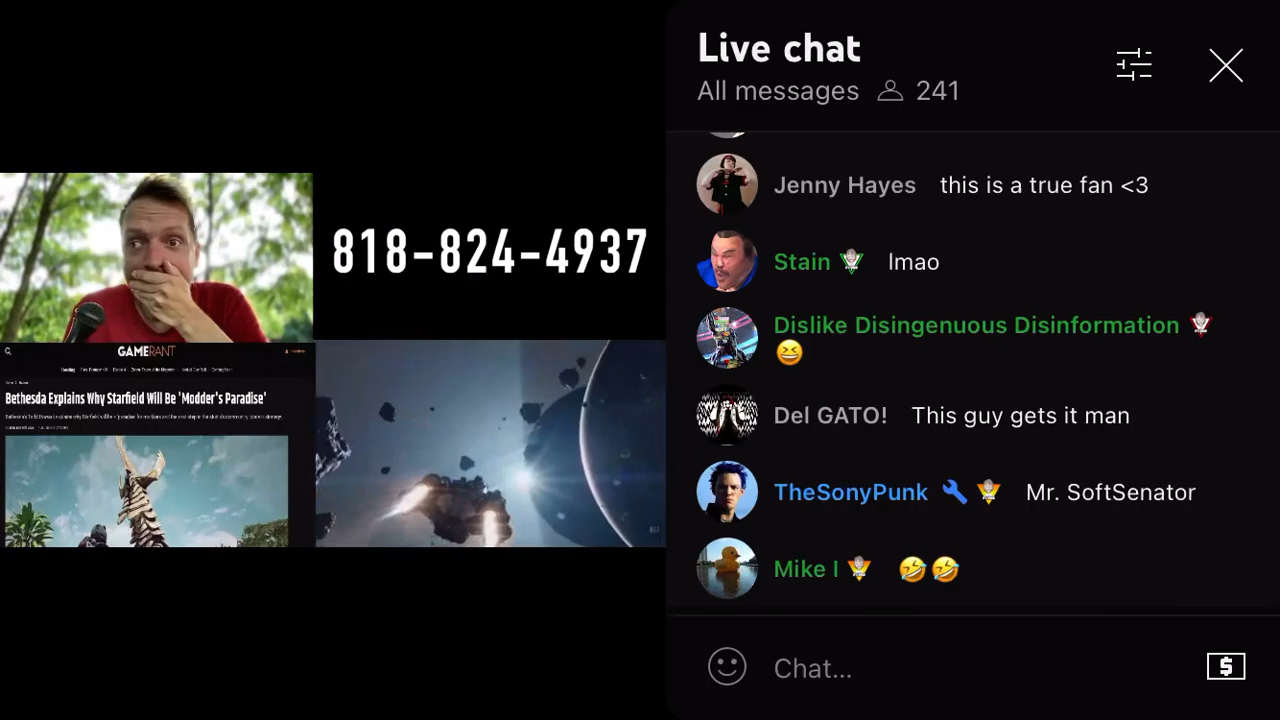 818-824-4937
GAMERANT
Bethesda Explains Why Starfield Will Be 'Modder's Paradise'
Live chat
All messages 241
Jenny Hayes this is a true fan <3
Stain lmao
Dislike Disingenuous Disinformation
😆
Del GATO! This guy gets it man
TheSonyPunk Mr. SoftSenator
Mike I 🤣🤣
Chat...
$